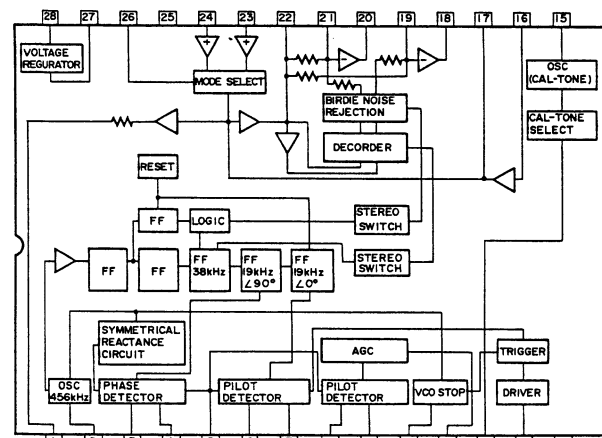 28 27 26 25 24 23 22 21 20 19 18 17 16 15
VOLTAGE
REGURATOR
+ +
- -
MODE SELECT
OSC
(CAL-TONE)
BIRDIE NOISE
REJECTION
CAL-TONE
SELECT
DECORDER
RESET
FF
LOGIC
STEREO
SWITCH
FF
FF
FF
38kHz
FF
19kHz
∠90°
FF
19kHz
∠0°
STEREO
SWITCH
SYMMETRICAL
REACTANCE
CIRCUIT
AGC
TRIGGER
OSC
456kHz
PHASE
DETECTOR
PILOT
DETECTOR
PILOT
DETECTOR
VCO STOP
DRIVER